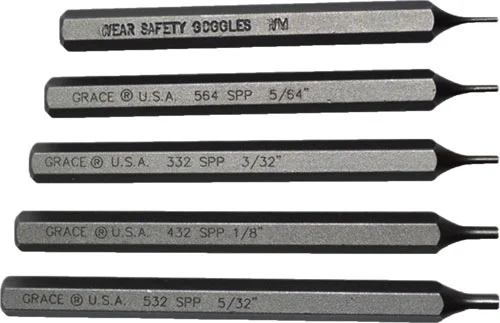 WEAR SAFETY GOGGLES WM
GRACE ® U.S.A. 564 SPP 5/64"
GRACE ® U.S.A. 332 SPP 3/32"
GRACE ® U.S.A. 432 SPP 1/8"
GRACE ® U.S.A. 532 SPP 5/32"